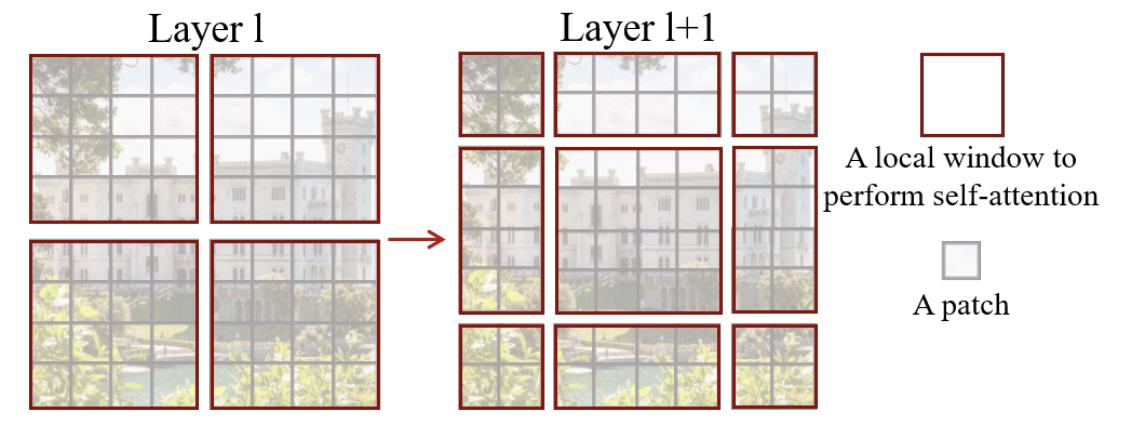 Layer l
Layer l+1
A local window to
perform self-attention
A patch